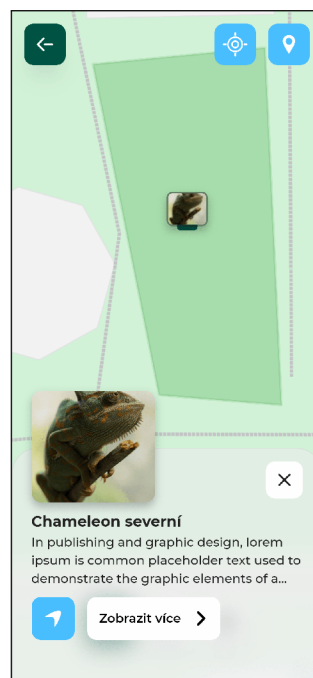 Chameleon severní
In publishing and graphic design, lorem
ipsum is common placeholder text used to
demonstrate the graphic elements of a...
Zobrazit více